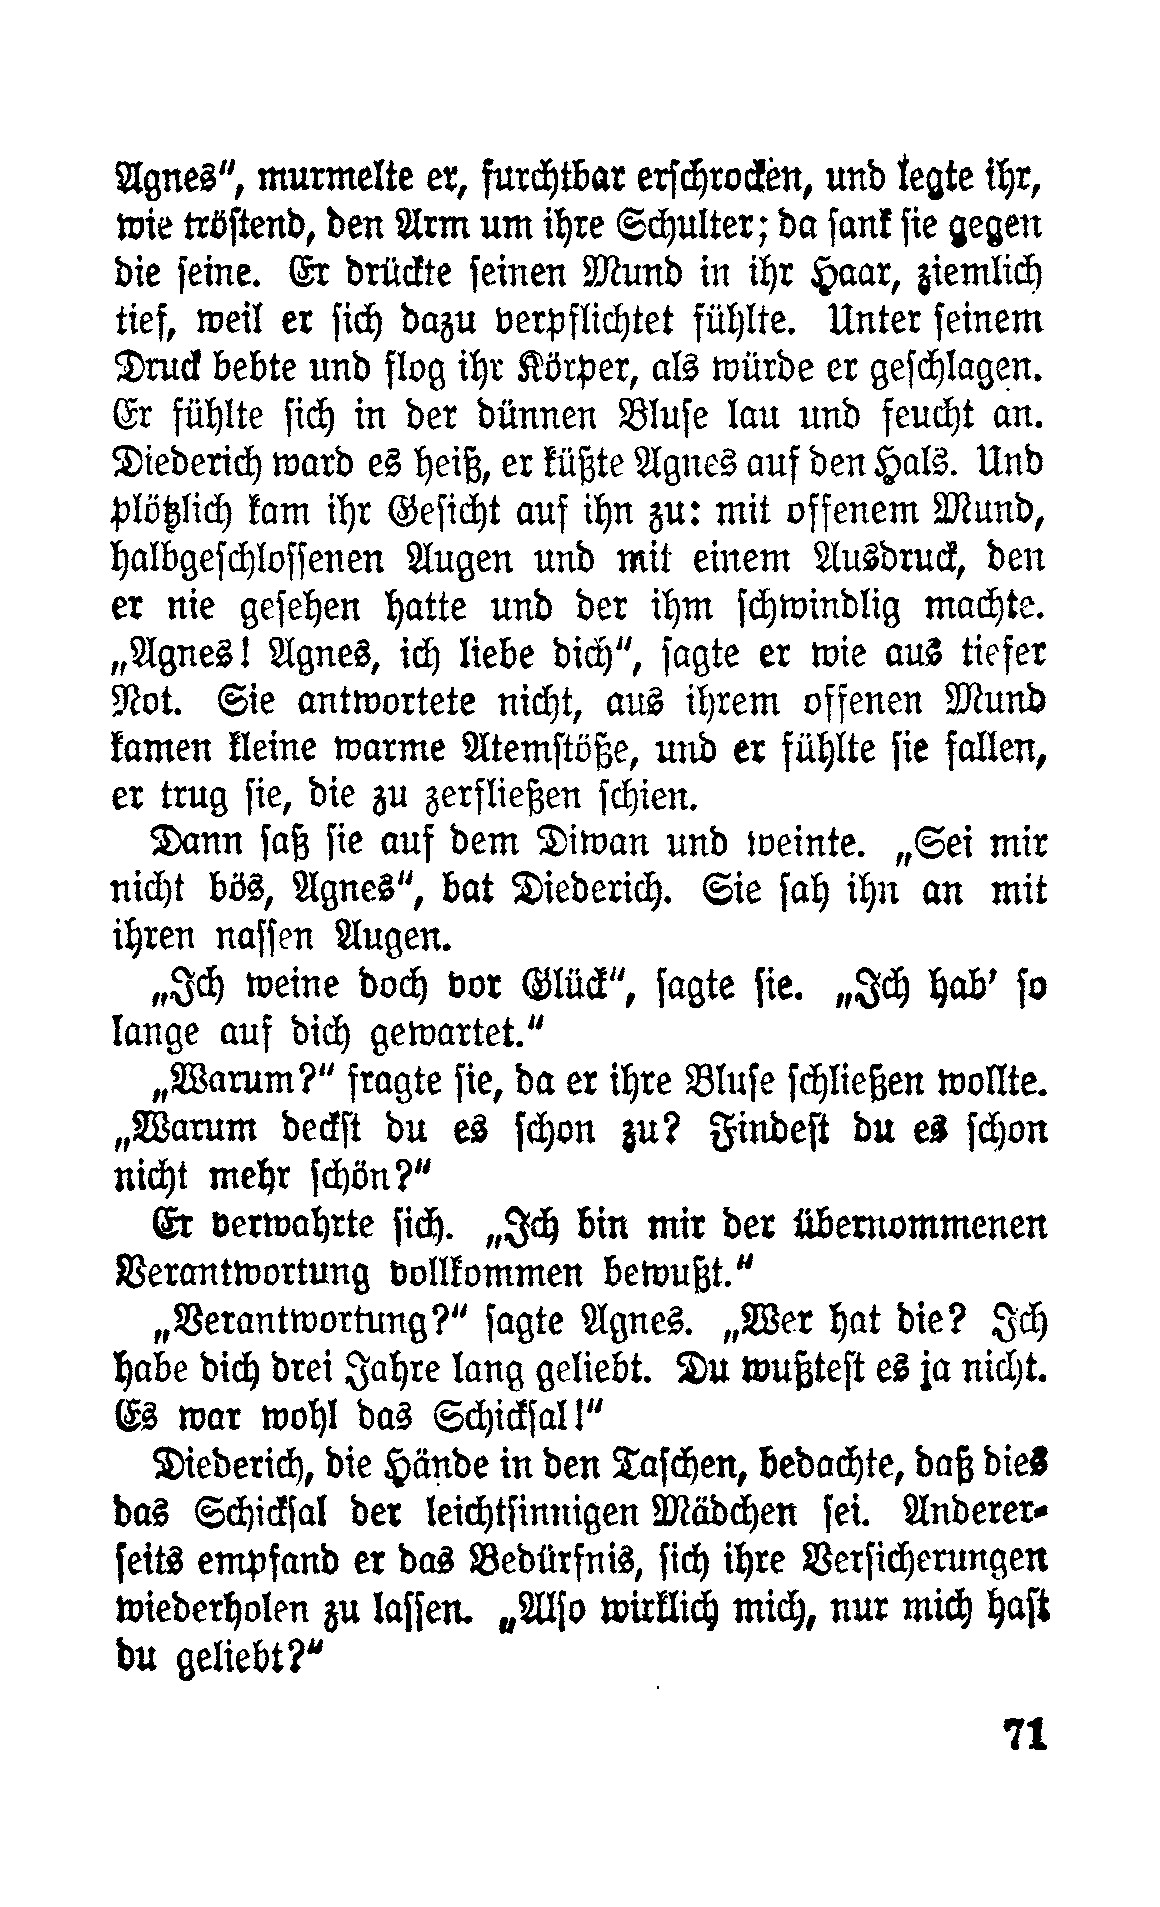 Agnes“, murmelte er, furchtbar erschrocken, und legte ihr,
wie tröstend, den Arm um ihre Schulter; da sank sie gegen
die seine. Er drückte seinen Mund in ihr Haar, ziemlich
tief, weil er sich dazu verpflichtet fühlte. Unter seinem
Druck bebte und flog ihr Körper, als würde er geschlagen.
Er fühlte sich in der dünnen Bluse lau und feucht an.
Diederich ward es heiß, er küßte Agnes auf den Hals. Und
plötzlich kam ihr Gesicht auf ihn zu: mit offenem Mund,
halbgeschlossenen Augen und mit einem Ausdruck, den
er nie gesehen hatte und der ihm schwindlig machte.
„Agnes! Agnes, ich liebe dich“, sagte er wie aus tiefer
Not. Sie antwortete nicht, aus ihrem offenen Mund
kamen kleine warme Atemstöße, und er fühlte sie fallen,
er trug sie, die zu zerfließen schien.
Dann saß sie auf dem Diwan und weinte. „Sei mir
nicht bös, Agnes“, bat Diederich. Sie sah ihn an mit
ihren nassen Augen.
„Ich weine doch vor Glück“, sagte sie. „Ich hab’ so
lange auf dich gewartet.“
„Warum?“ fragte sie, da er ihre Bluse schließen wollte.
„Warum deckst du es schon zu? Findest du es schon
nicht mehr schön?“
Er verwahrte sich. „Ich bin mir der übernommenen
Verantwortung vollkommen bewußt.“
„Verantwortung?“ sagte Agnes. „Wer hat die? Ich
habe dich drei Jahre lang geliebt. Du wußtest es ja nicht.
Es war wohl das Schicksal!“
Diederich, die Hände in den Taschen, bedachte, daß dies
das Schicksal der leichtsinnigen Mädchen sei. Anderer-
seits empfand er das Bedürfnis, sich ihre Versicherungen
wiederholen zu lassen. „Also wirklich mich, nur mich hast
du geliebt?“
71